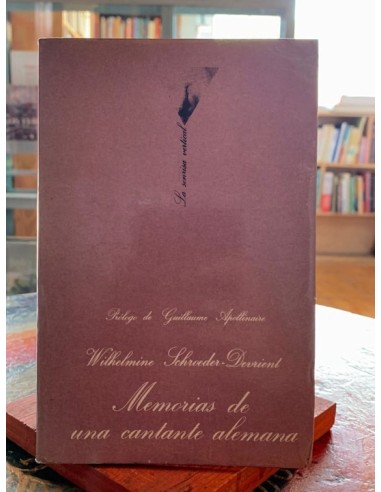 La sonrisa vertical
Prólogo de Guillaume Apollinaire
Wilhelmine Schroeder-Devrient
Memorias de
una cantante alemana